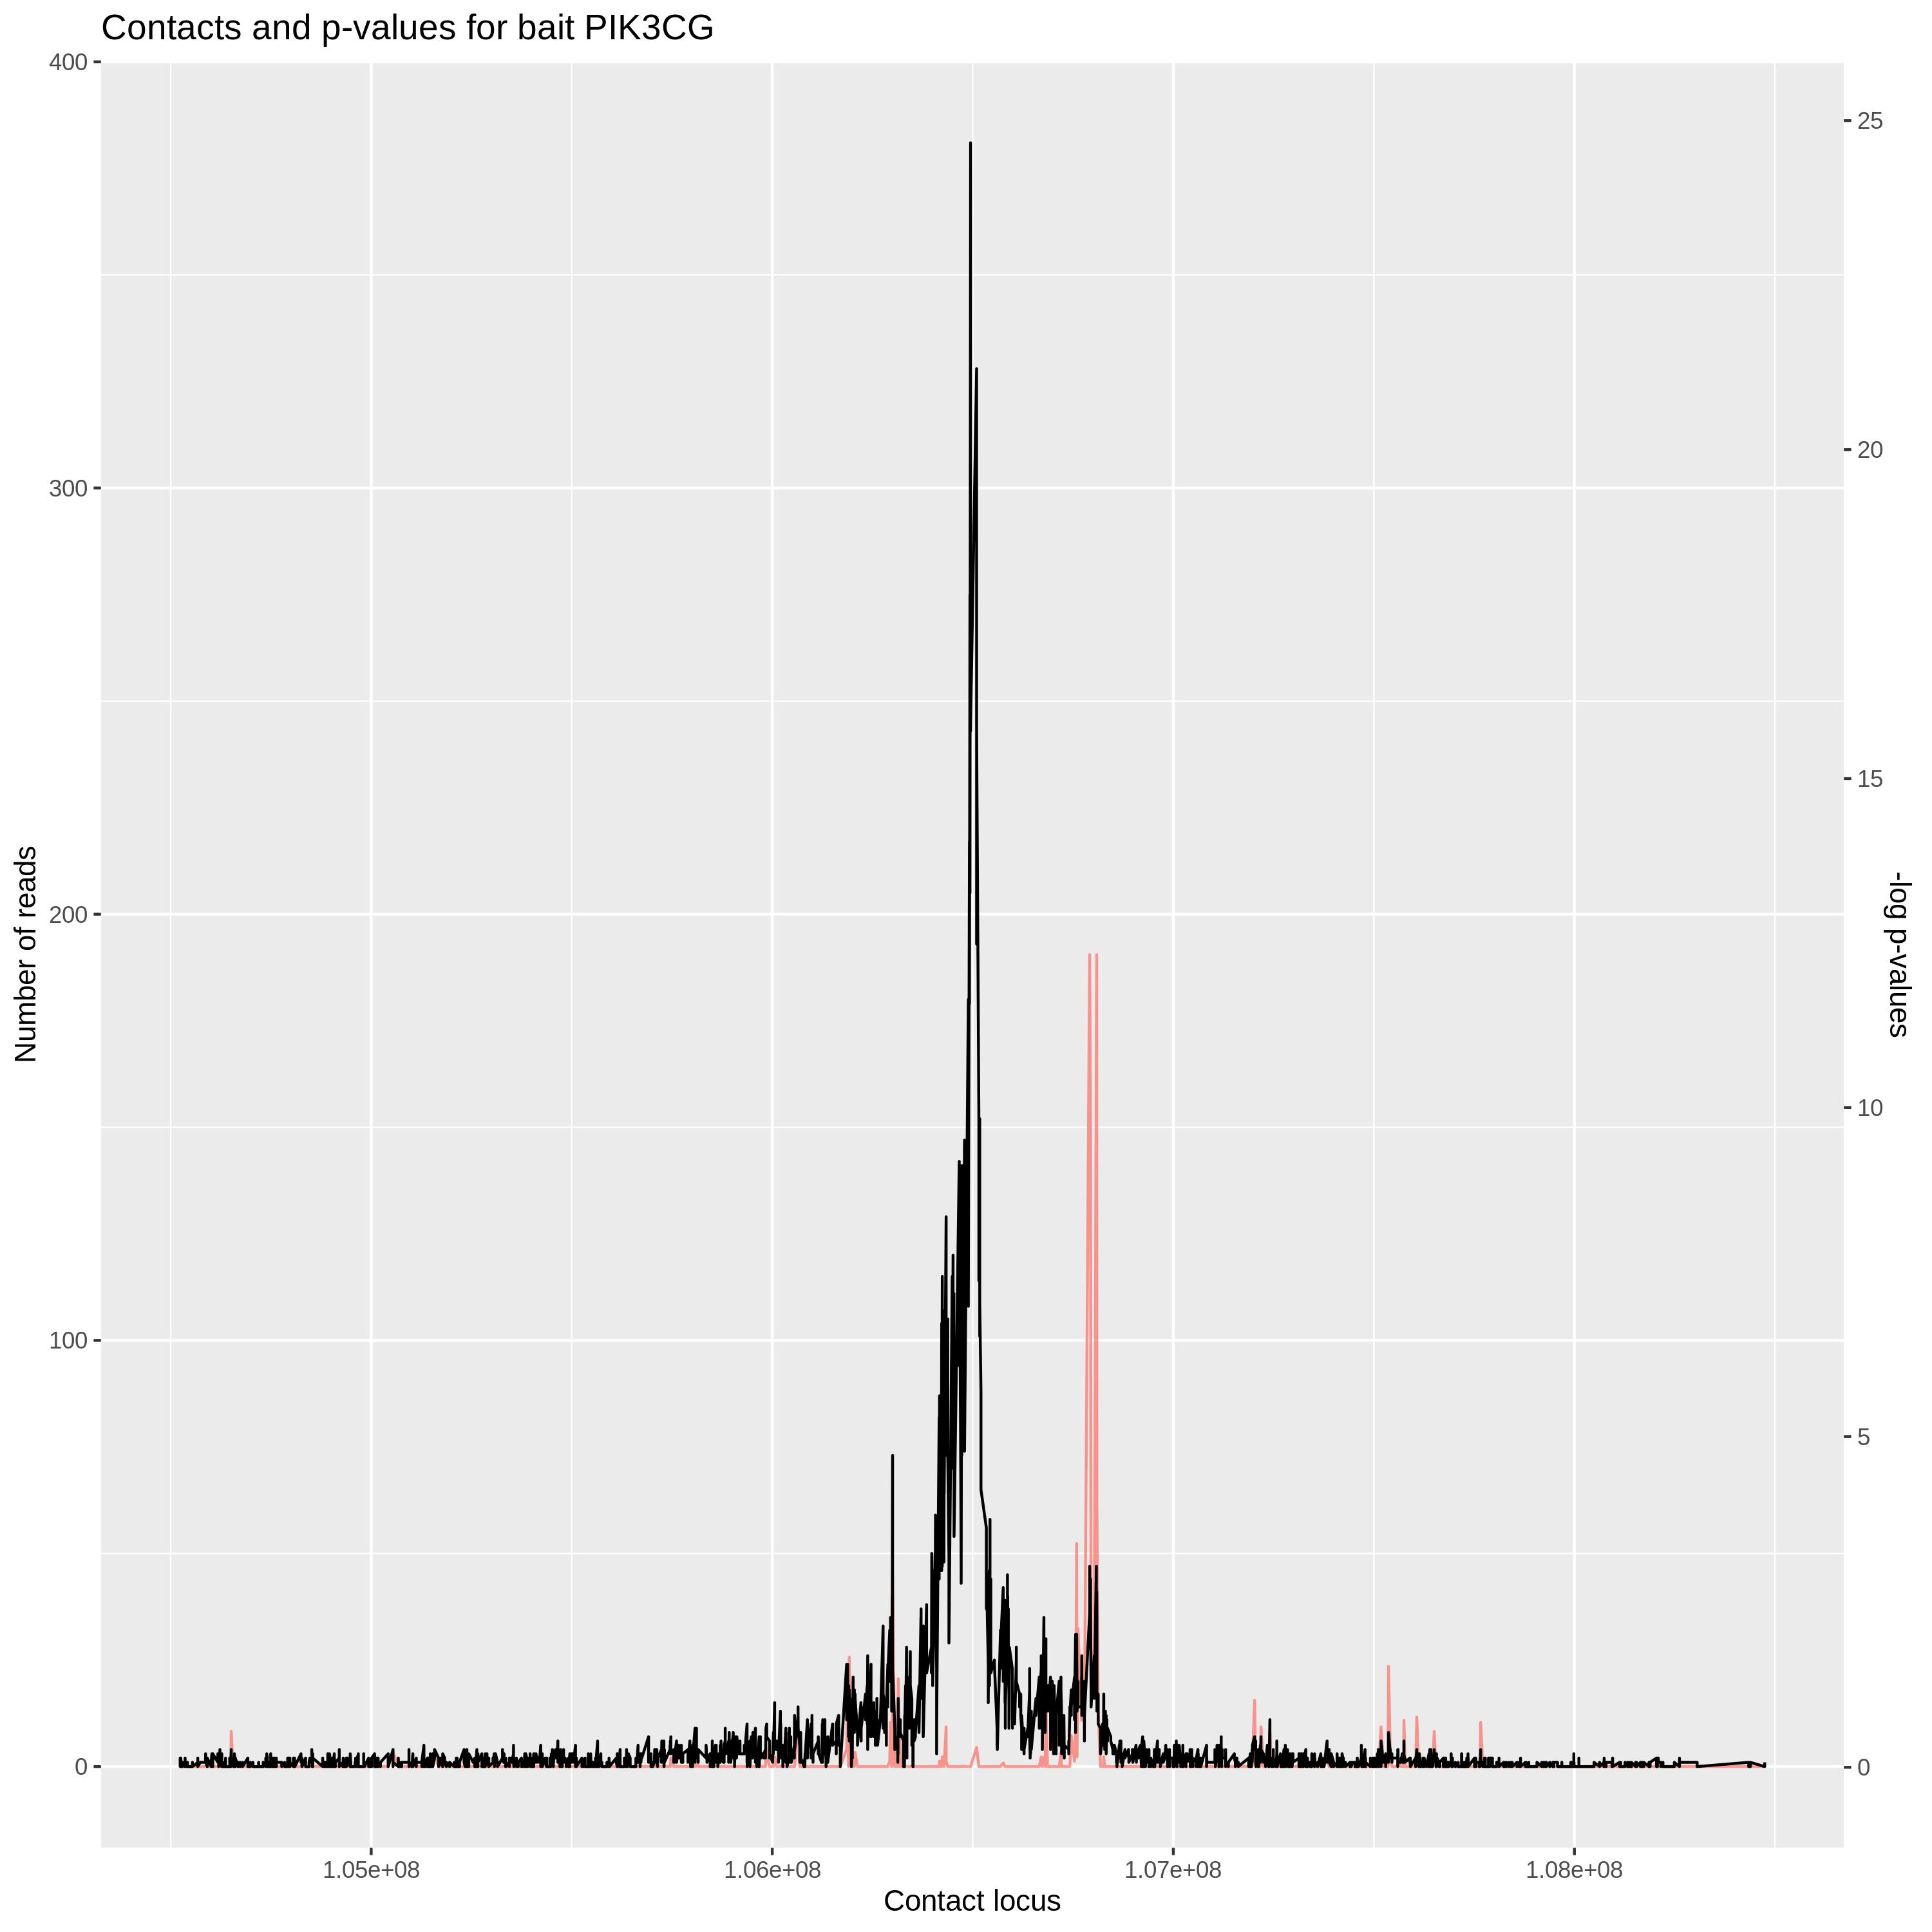 Contacts and p-values for bait PIK3CG
400
300
200
100
0
Number of reads
25
20
15
10
5
0
-log p-values
1.05e+08
1.06e+08
1.07e+08
1.08e+08
Contact locus